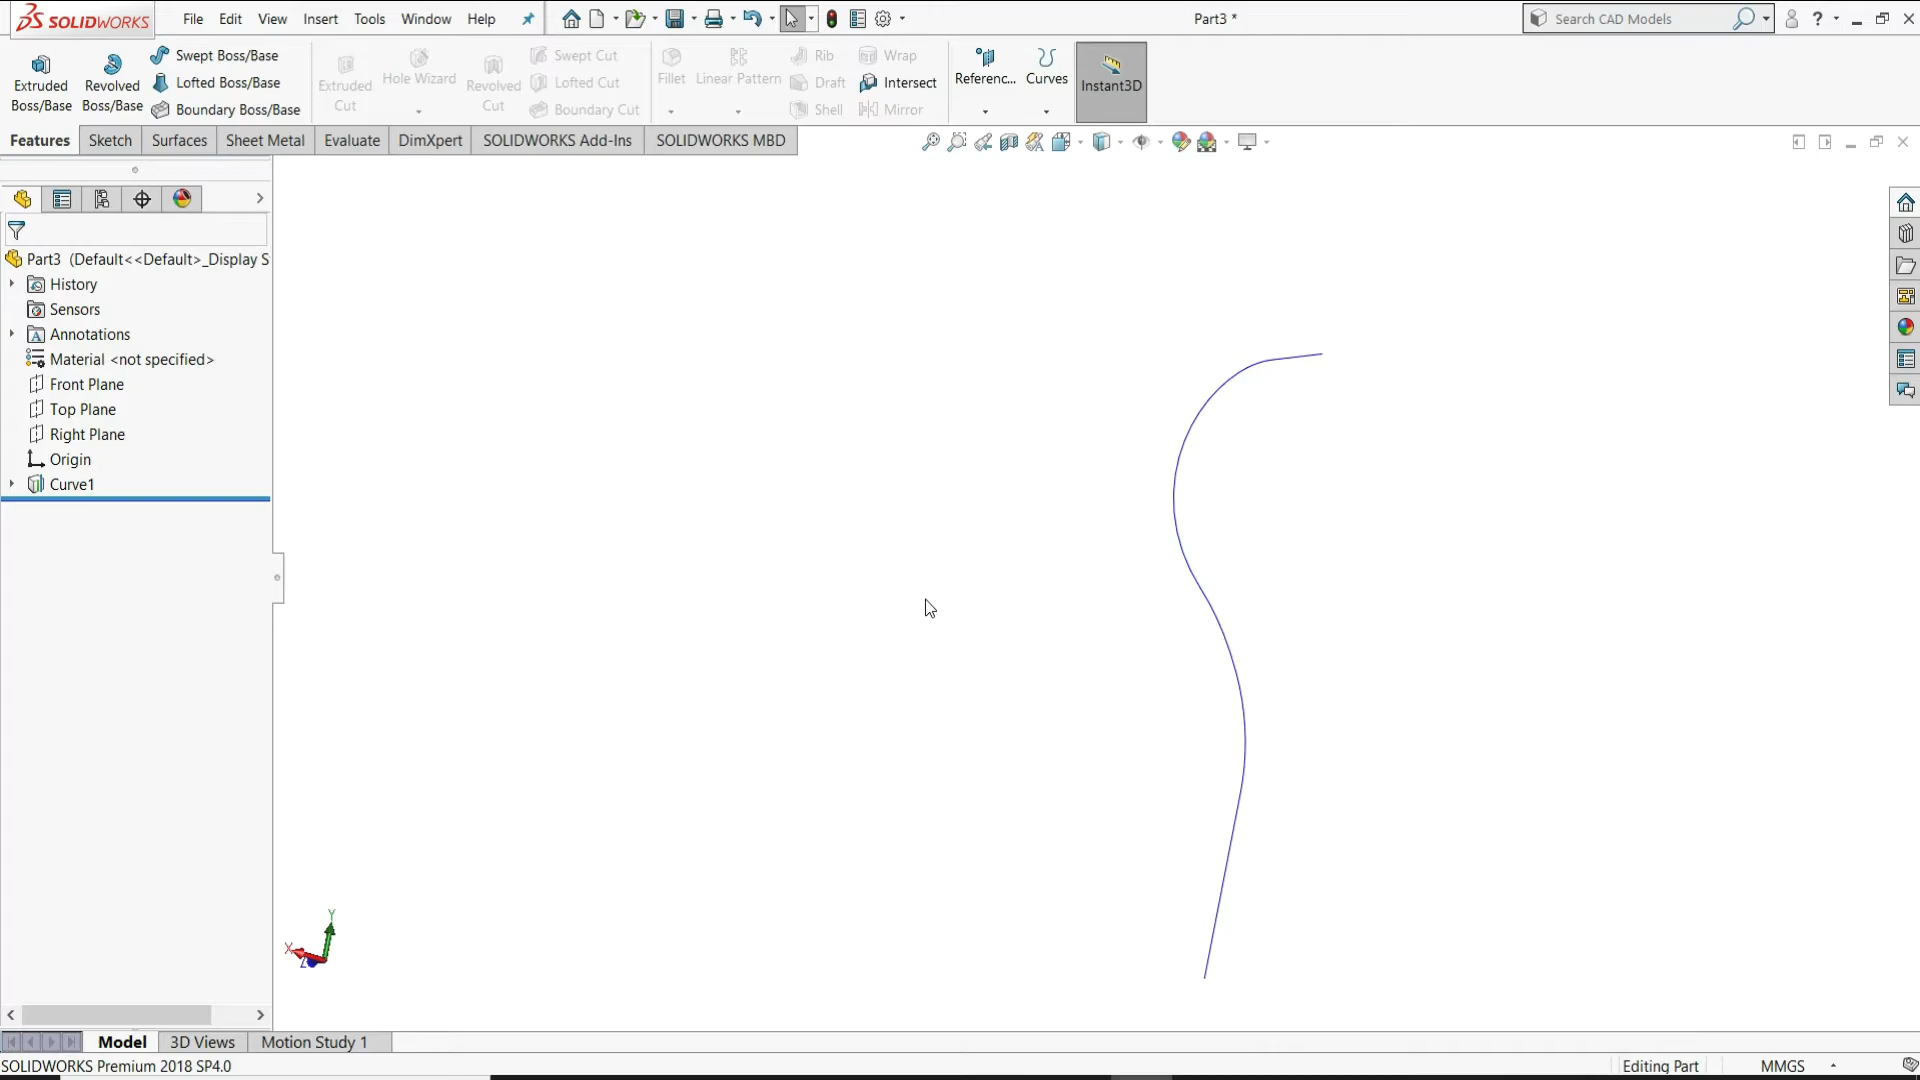 SOLIDWORKS File Edit View Insert Tools Window Help Part3 * Search CAD Models ?
Extruded Boss/Base
Revolved Boss/Base
Swept Boss/Base
Lofted Boss/Base
Boundary Boss/Base
Extruded Cut
Hole Wizard
Revolved Cut
Swept Cut
Lofted Cut
Boundary Cut
Fillet
Linear Pattern
Rib
Draft
Shell
Wrap
Intersect
Mirror
Referenc...
Curves
Instant3D
Features Sketch Surfaces Sheet Metal Evaluate DimXpert SOLIDWORKS Add-Ins SOLIDWORKS MBD
Part3 (Default<<Default>_Display S
History
Sensors
Annotations
Material <not specified>
Front Plane
Top Plane
Right Plane
Origin
Curve1
Y
X
Z
Model 3D Views Motion Study 1
SOLIDWORKS Premium 2018 SP4.0 Editing Part MMGS